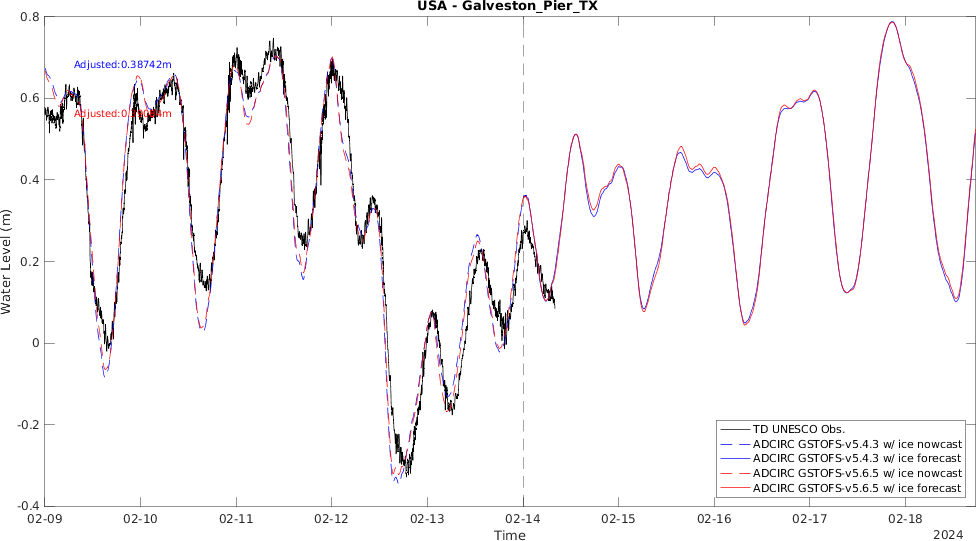 USA - Galveston_Pier_TX
0.8
0.6
0.4
0.2
0
-0.2
-0.4
Water Level (m)
Adjusted:0.38742m
02-09
02-10
02-11
02-12
02-13
02-14
02-15
02-16
02-17
02-18
Time
2024
TD UNESCO Obs.
ADCIRC GSTOFS-v5.4.3 w/ ice nowcast
ADCIRC GSTOFS-v5.4.3 w/ ice forecast
ADCIRC GSTOFS-v5.6.5 w/ ice nowcast
ADCIRC GSTOFS-v5.6.5 w/ ice forecast